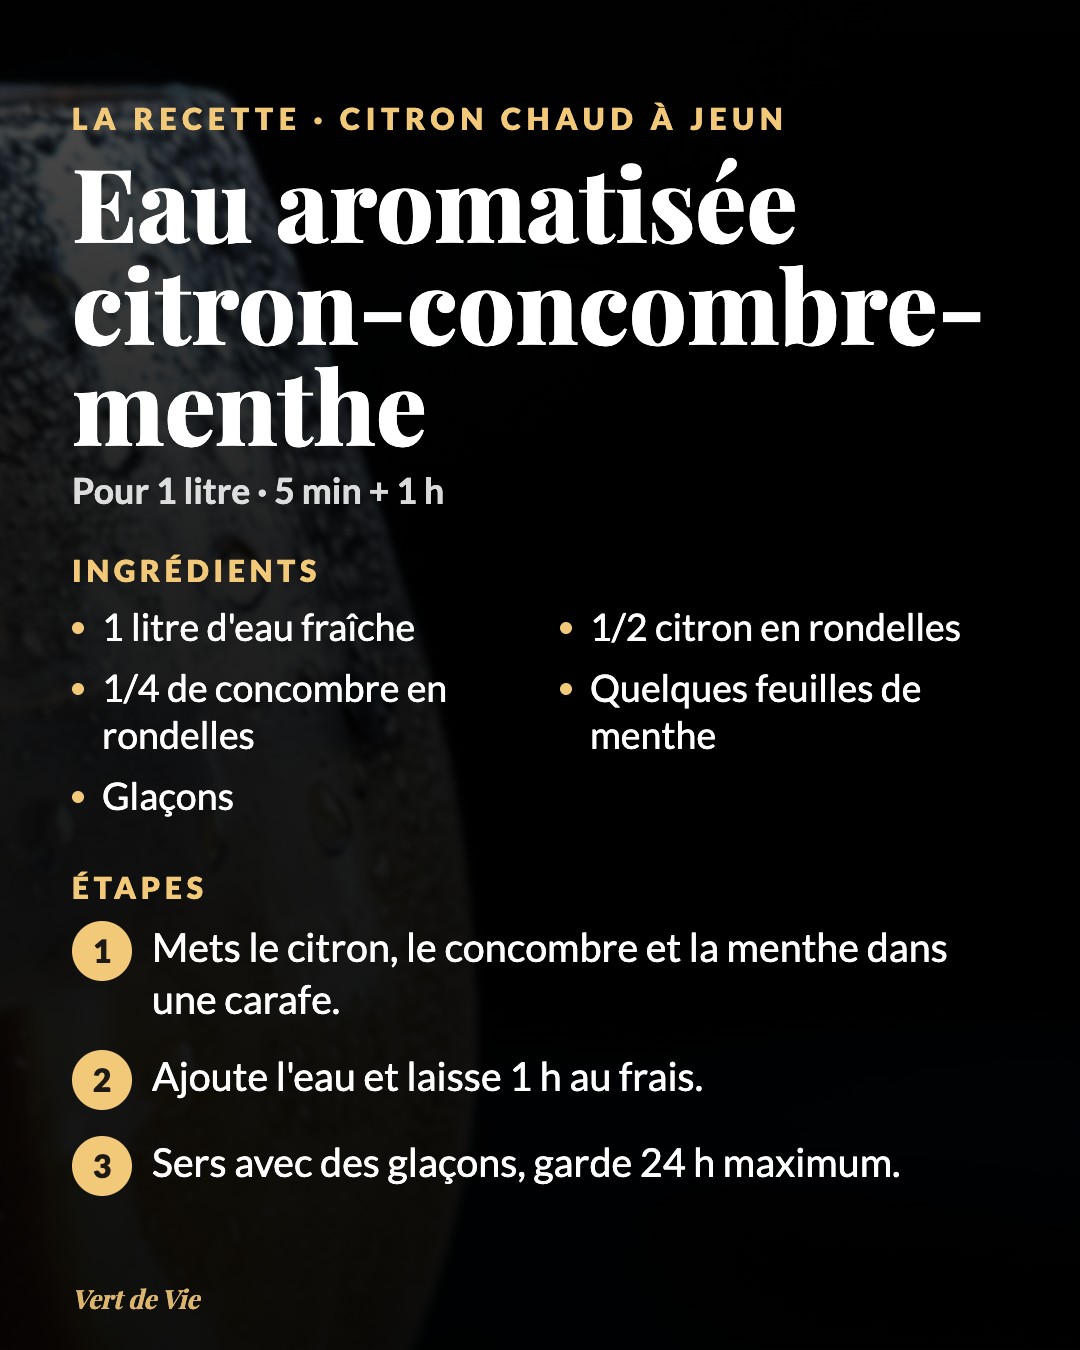 LA RECETTE · CITRON CHAUD À JEUN
Eau aromatisée
citron-concombre-
menthe
Pour 1 litre · 5 min + 1 h
INGRÉDIENTS
• 1 litre d'eau fraîche
• 1/2 citron en rondelles
• 1/4 de concombre en
rondelles
• Quelques feuilles de
menthe
• Glaçons
ÉTAPES
1 Mets le citron, le concombre et la menthe dans
une carafe.
2 Ajoute l'eau et laisse 1 h au frais.
3 Sers avec des glaçons, garde 24 h maximum.
Vert de Vie